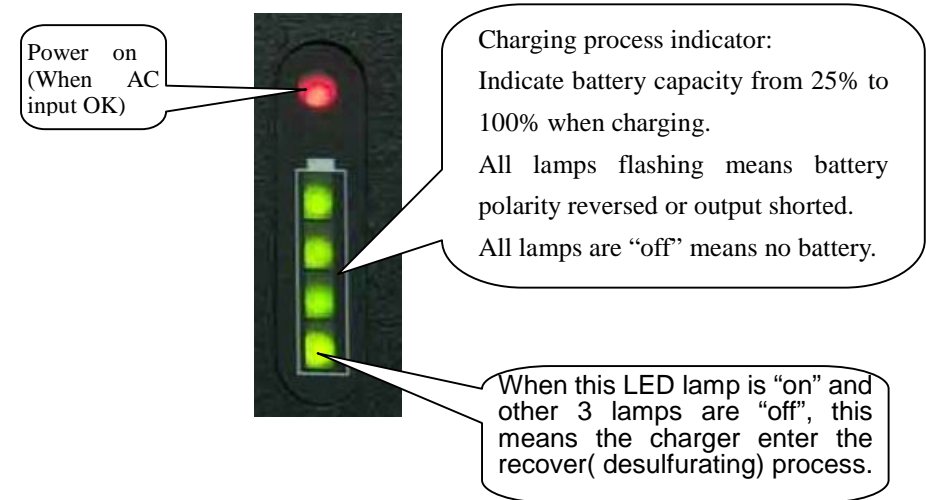 Power on
(When AC
input OK)
Charging process indicator:
Indicate battery capacity from 25% to
100% when charging.
All lamps flashing means battery
polarity reversed or output shorted.
All lamps are “off” means no battery.
When this LED lamp is “on” and
other 3 lamps are “off”, this
means the charger enter the
recover( desulfurating) process.